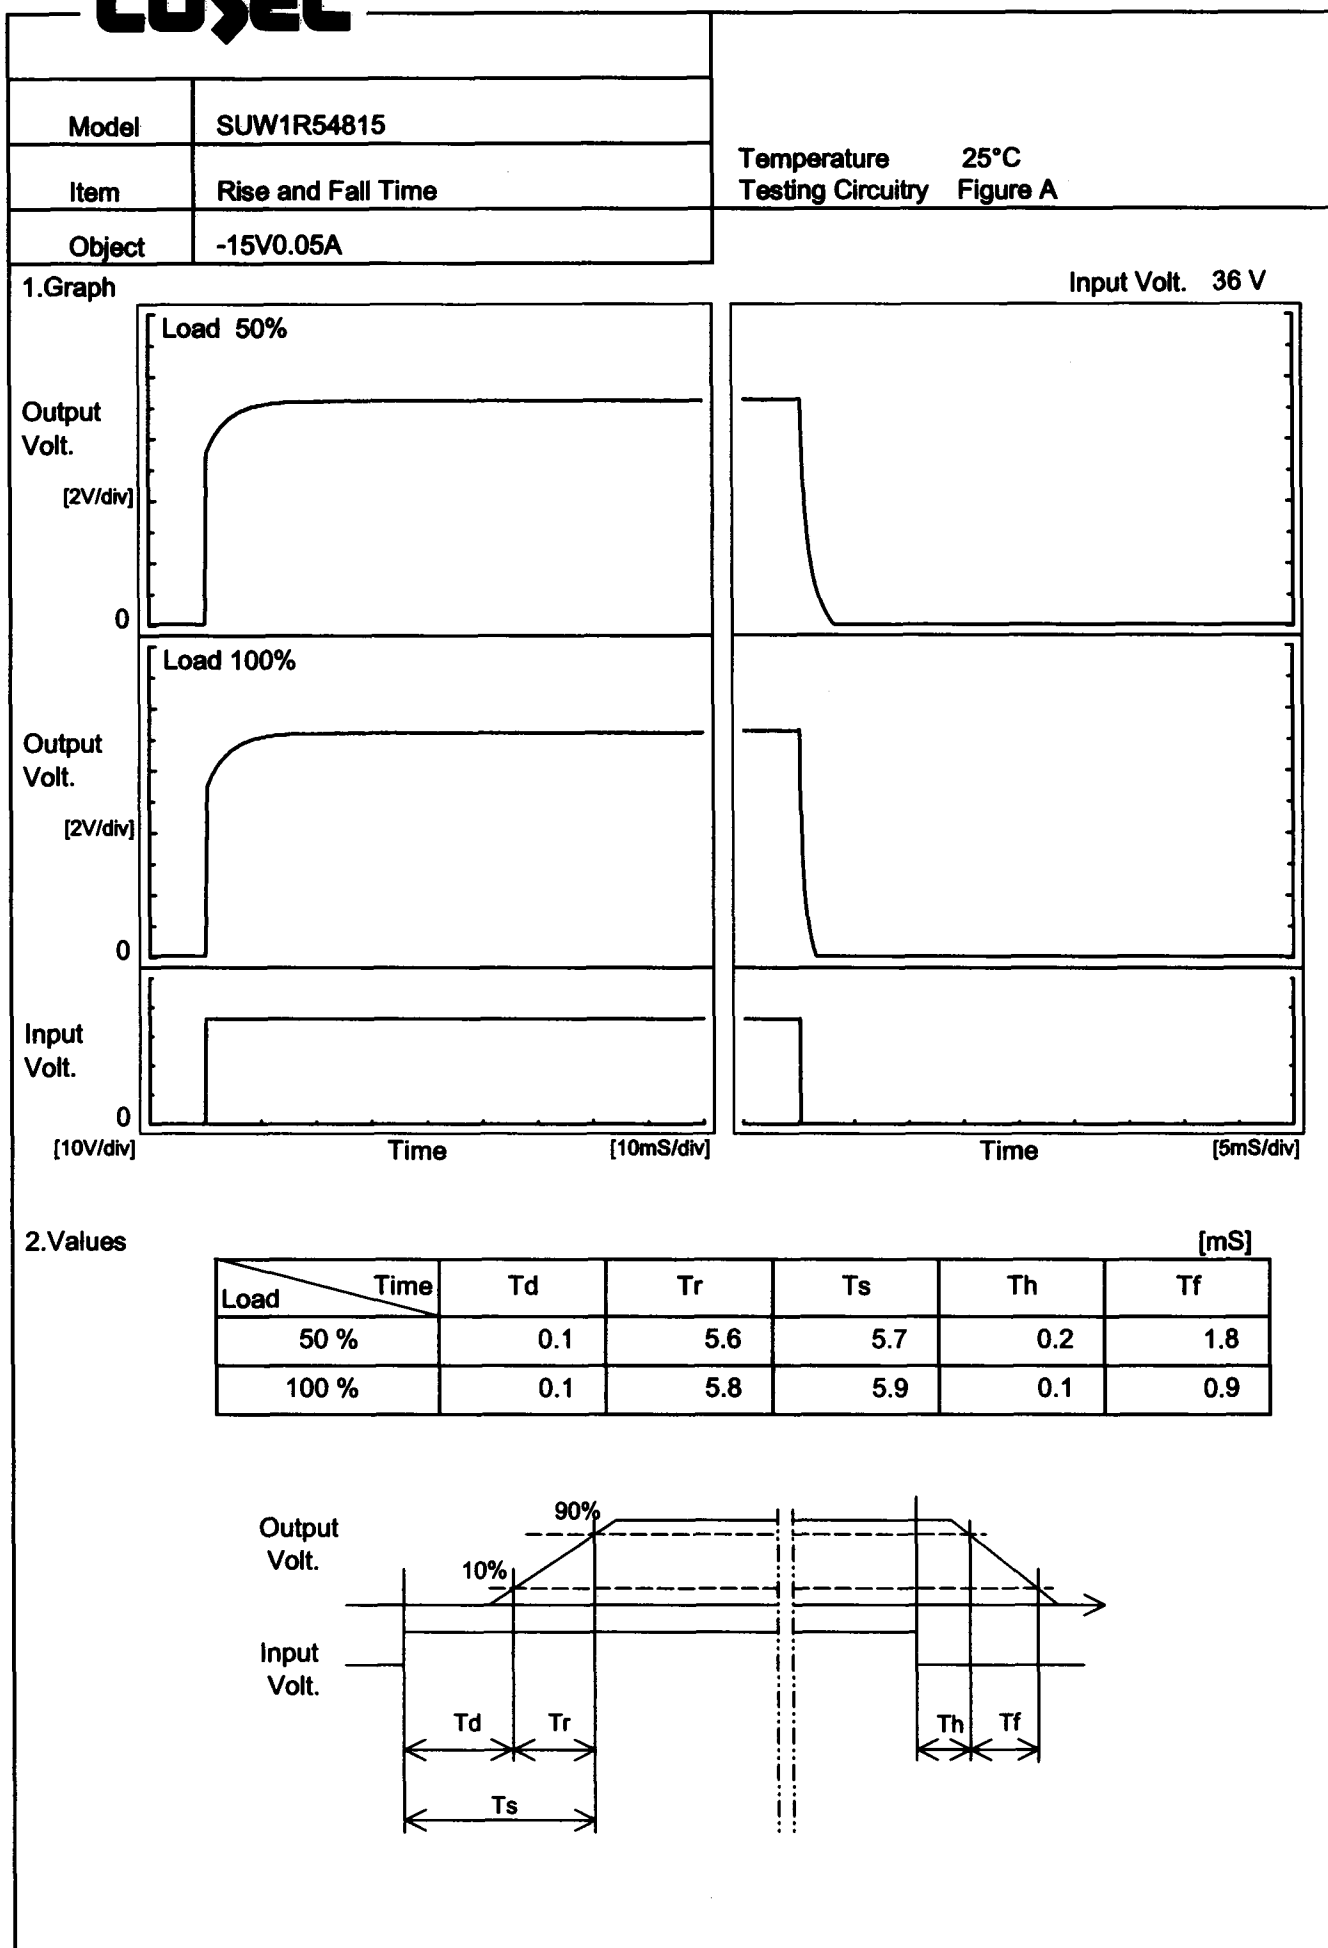 COSEL
Model SUW1R54815
Temperature 25°C
Item Rise and Fall Time
Testing Circuitry Figure A
Object -15V0.05A
1.Graph
Input Volt. 36 V
Load 50%
Output
Volt.
[2V/div]
0
Load 100%
Output
Volt.
[2V/div]
0
Input
Volt.
0
[10V/div] Time [10mS/div] Time [5mS/div]
2.Values [mS]
Time Td Tr Ts Th Tf
Load
50 % 0.1 5.6 5.7 0.2 1.8
100 % 0.1 5.8 5.9 0.1 0.9
90%
Output
Volt.
10%
Input
Volt.
Td Tr Th Tf
Ts